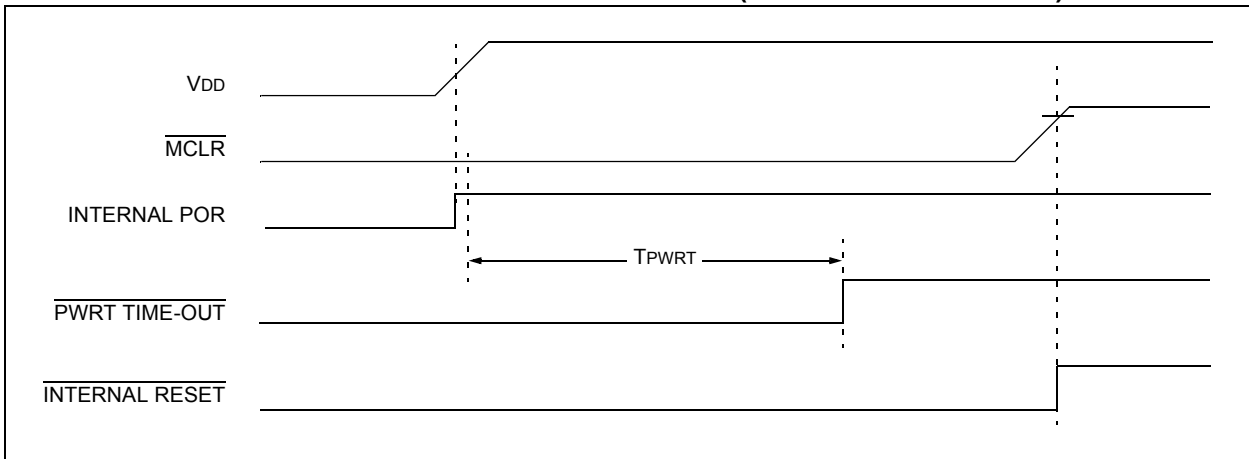 VDD
MCLR
INTERNAL POR
TPWRT
PWRT TIME-OUT
INTERNAL RESET